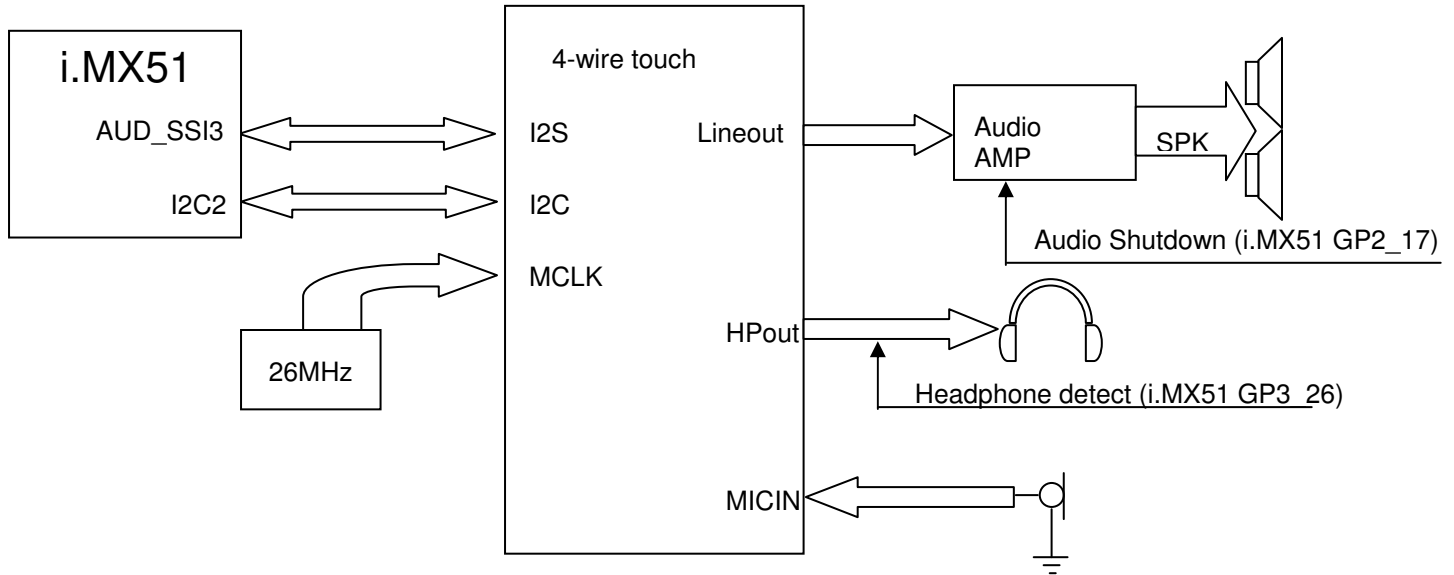 i.MX51
AUD_SSI3
I2C2
26MHz
4-wire touch
I2S
I2C
MCLK
Lineout
HPout
MICIN
Audio
AMP
SPK
Audio Shutdown (i.MX51 GP2_17)
Headphone detect (i.MX51 GP3_26)